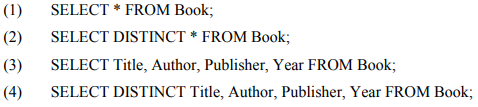 (1) SELECT * FROM Book;
(2) SELECT DISTINCT * FROM Book;
(3) SELECT Title, Author, Publisher, Year FROM Book;
(4) SELECT DISTINCT Title, Author, Publisher, Year FROM Book;